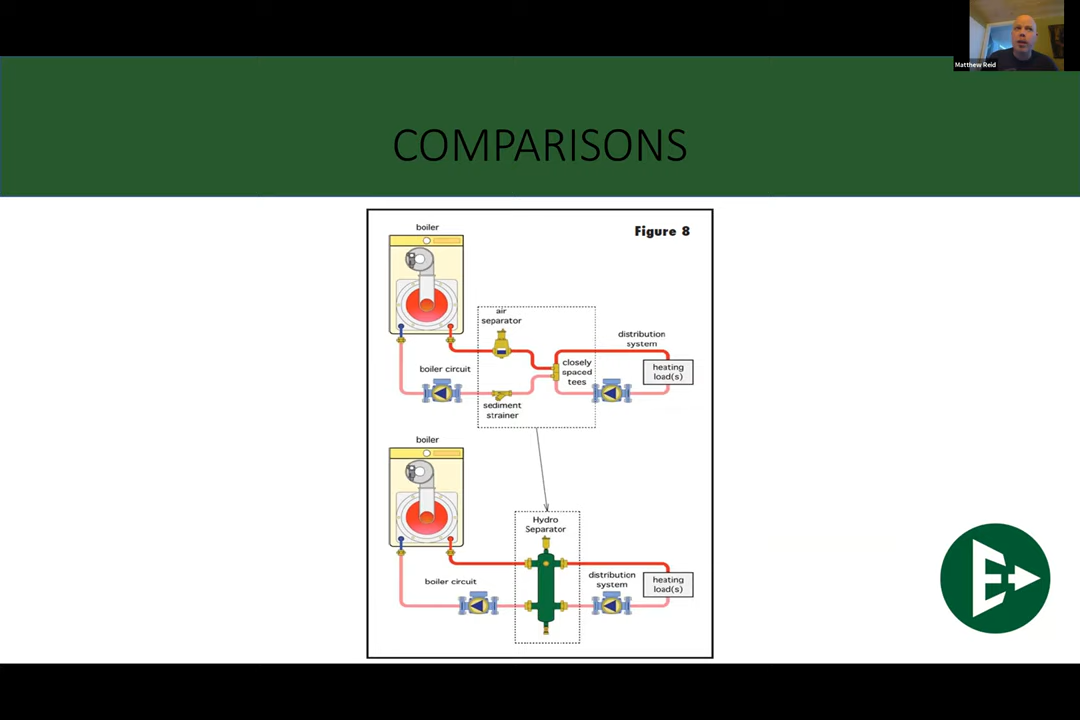 Matthew Reid
COMPARISONS
Figure 8
boiler
air
separator
distribution
system
boiler circuit
closely
spaced
tees
heating
load(s)
sediment
strainer
boiler
Hydro
Separator
boiler circuit
distribution
system
heating
load(s)
E